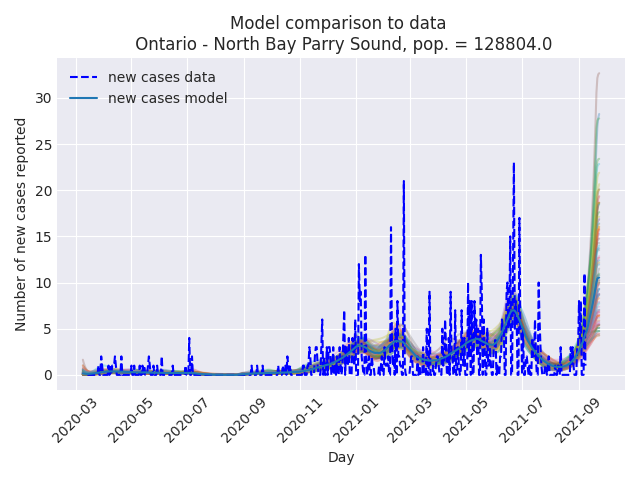 Model comparison to data
Ontario - North Bay Parry Sound, pop. = 128804.0
new cases data
new cases model
30
25
20
15
10
5
0
Number of new cases reported
2020-03
2020-05
2020-07
2020-09
2020-11
2021-01
2021-03
2021-05
2021-07
2021-09
Day